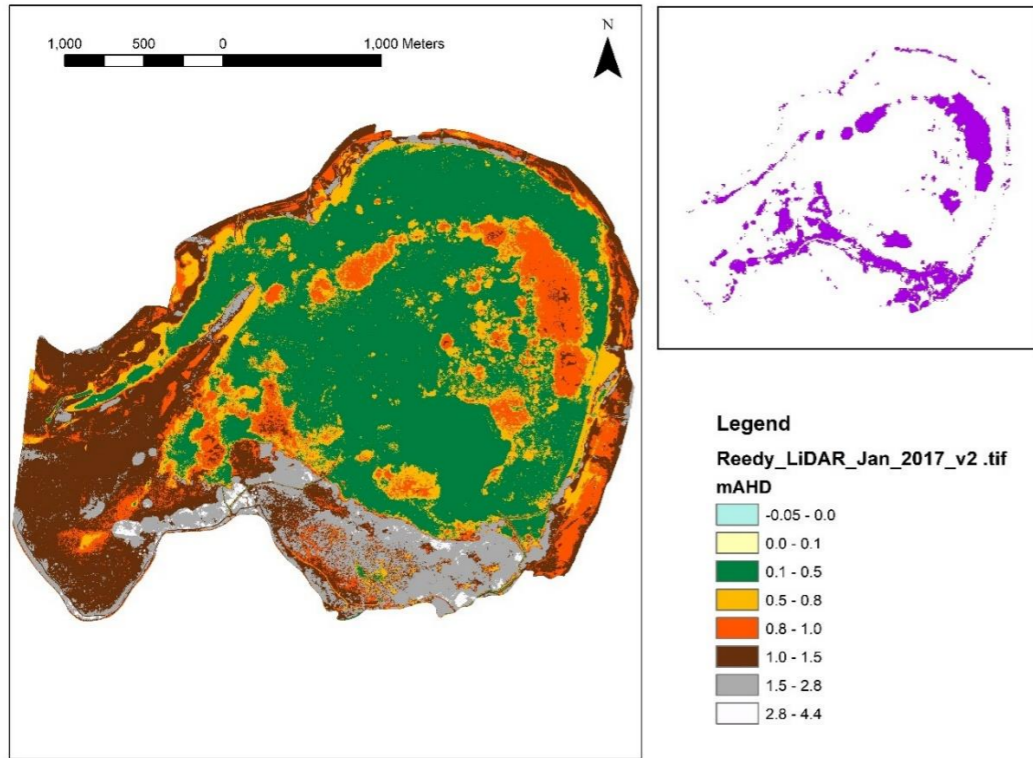 1,000 500 0 1,000 Meters
N
Legend
Reedy_LiDAR_Jan_2017_v2 .tif
mAHD
-0.05 - 0.0
0.0 - 0.1
0.1 - 0.5
0.5 - 0.8
0.8 - 1.0
1.0 - 1.5
1.5 - 2.8
2.8 - 4.4